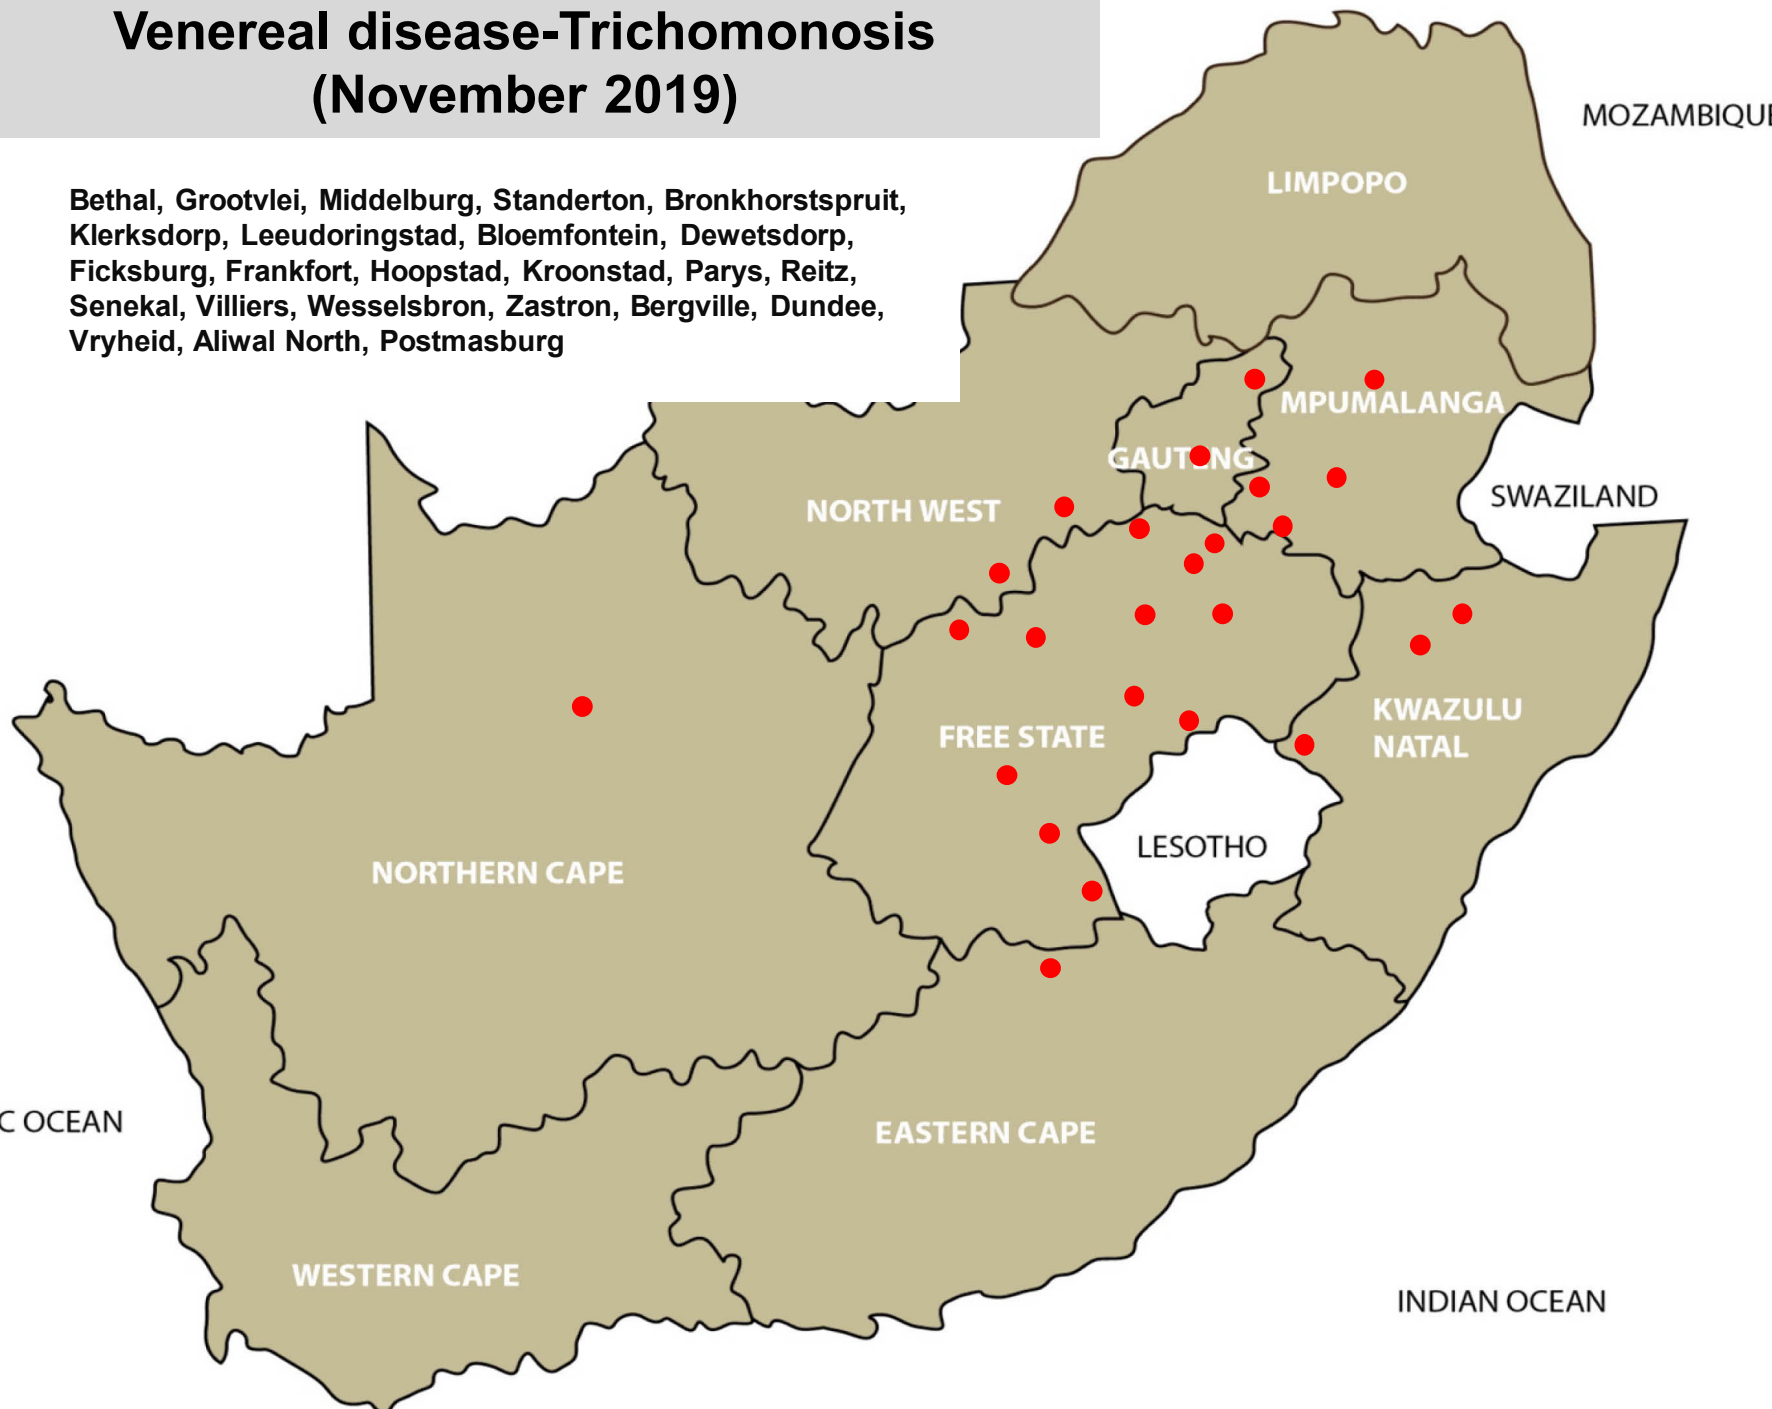 Venereal disease-Trichomonosis
(November 2019)
Bethal, Grootvlei, Middelburg, Standerton, Bronkhorstspruit,
Klerksdorp, Leeudoringstad, Bloemfontein, Dewetsdorp,
Ficksburg, Frankfort, Hoopstad, Kroonstad, Parys, Reitz,
Senekal, Villiers, Wesselsbron, Zastron, Bergville, Dundee,
Vryheid, Aliwal North, Postmasburg
MOZAMBIQUE
LIMPOPO
MPUMALANGA
GAUTENG
SWAZILAND
NORTH WEST
KWAZULU
NATAL
FREE STATE
LESOTHO
NORTHERN CAPE
C OCEAN
EASTERN CAPE
WESTERN CAPE
INDIAN OCEAN